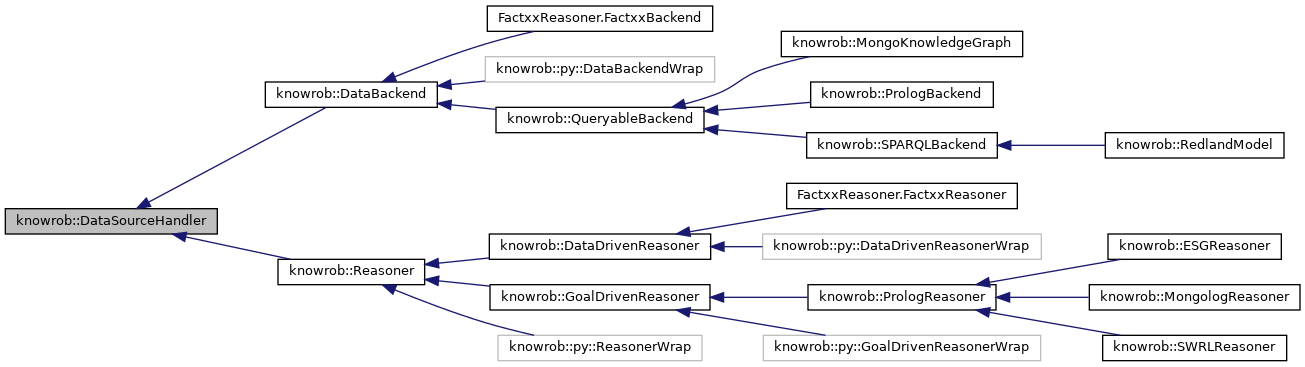 FactxxReasoner.FactxxBackend
knowrob::MongoKnowledgeGraph
knowrob::py::DataBackendWrap
knowrob::DataBackend
knowrob::PrologBackend
knowrob::QueryableBackend
knowrob::SPARQLBackend
knowrob::RedlandModel
FactxxReasoner.FactxxReasoner
knowrob::DataSourceHandler
knowrob::DataDrivenReasoner
knowrob::py::DataDrivenReasonerWrap
knowrob::ESGReasoner
knowrob::Reasoner
knowrob::GoalDrivenReasoner
knowrob::PrologReasoner
knowrob::MongologReasoner
knowrob::py::ReasonerWrap
knowrob::py::GoalDrivenReasonerWrap
knowrob::SWRLReasoner